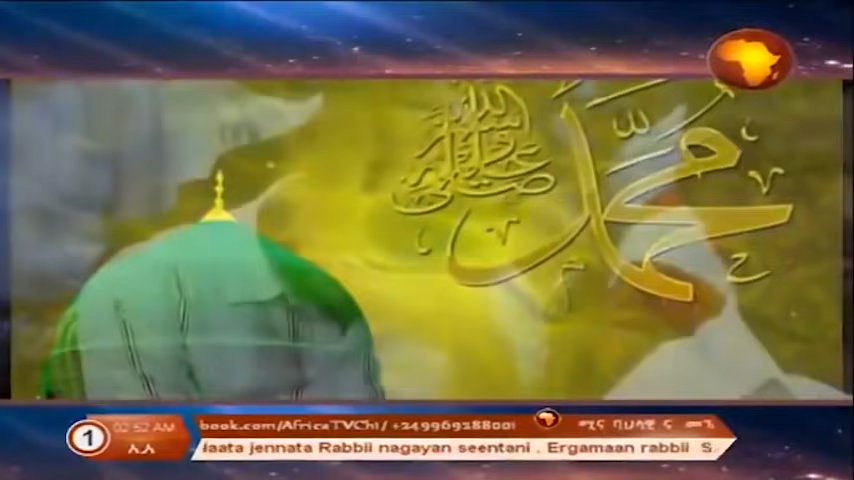 صلى الله عليه وسلم
محمد
1
02:52 AM
አ.አ
book.com/AfricaTVCh1 / +249969288001
laata jennata Rabbii nagayan seentani . Ergamaan rabbii S